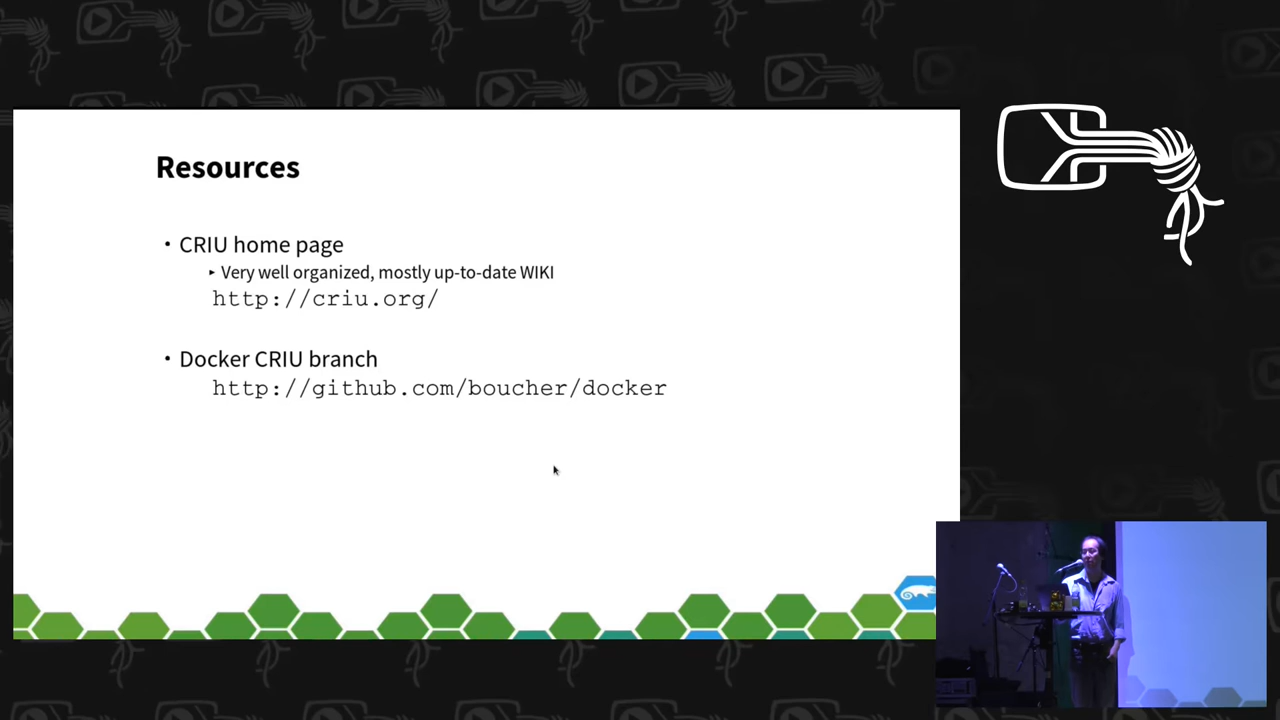 Resources
• CRIU home page
▸ Very well organized, mostly up-to-date WIKI
http://criu.org/
• Docker CRIU branch
http://github.com/boucher/docker